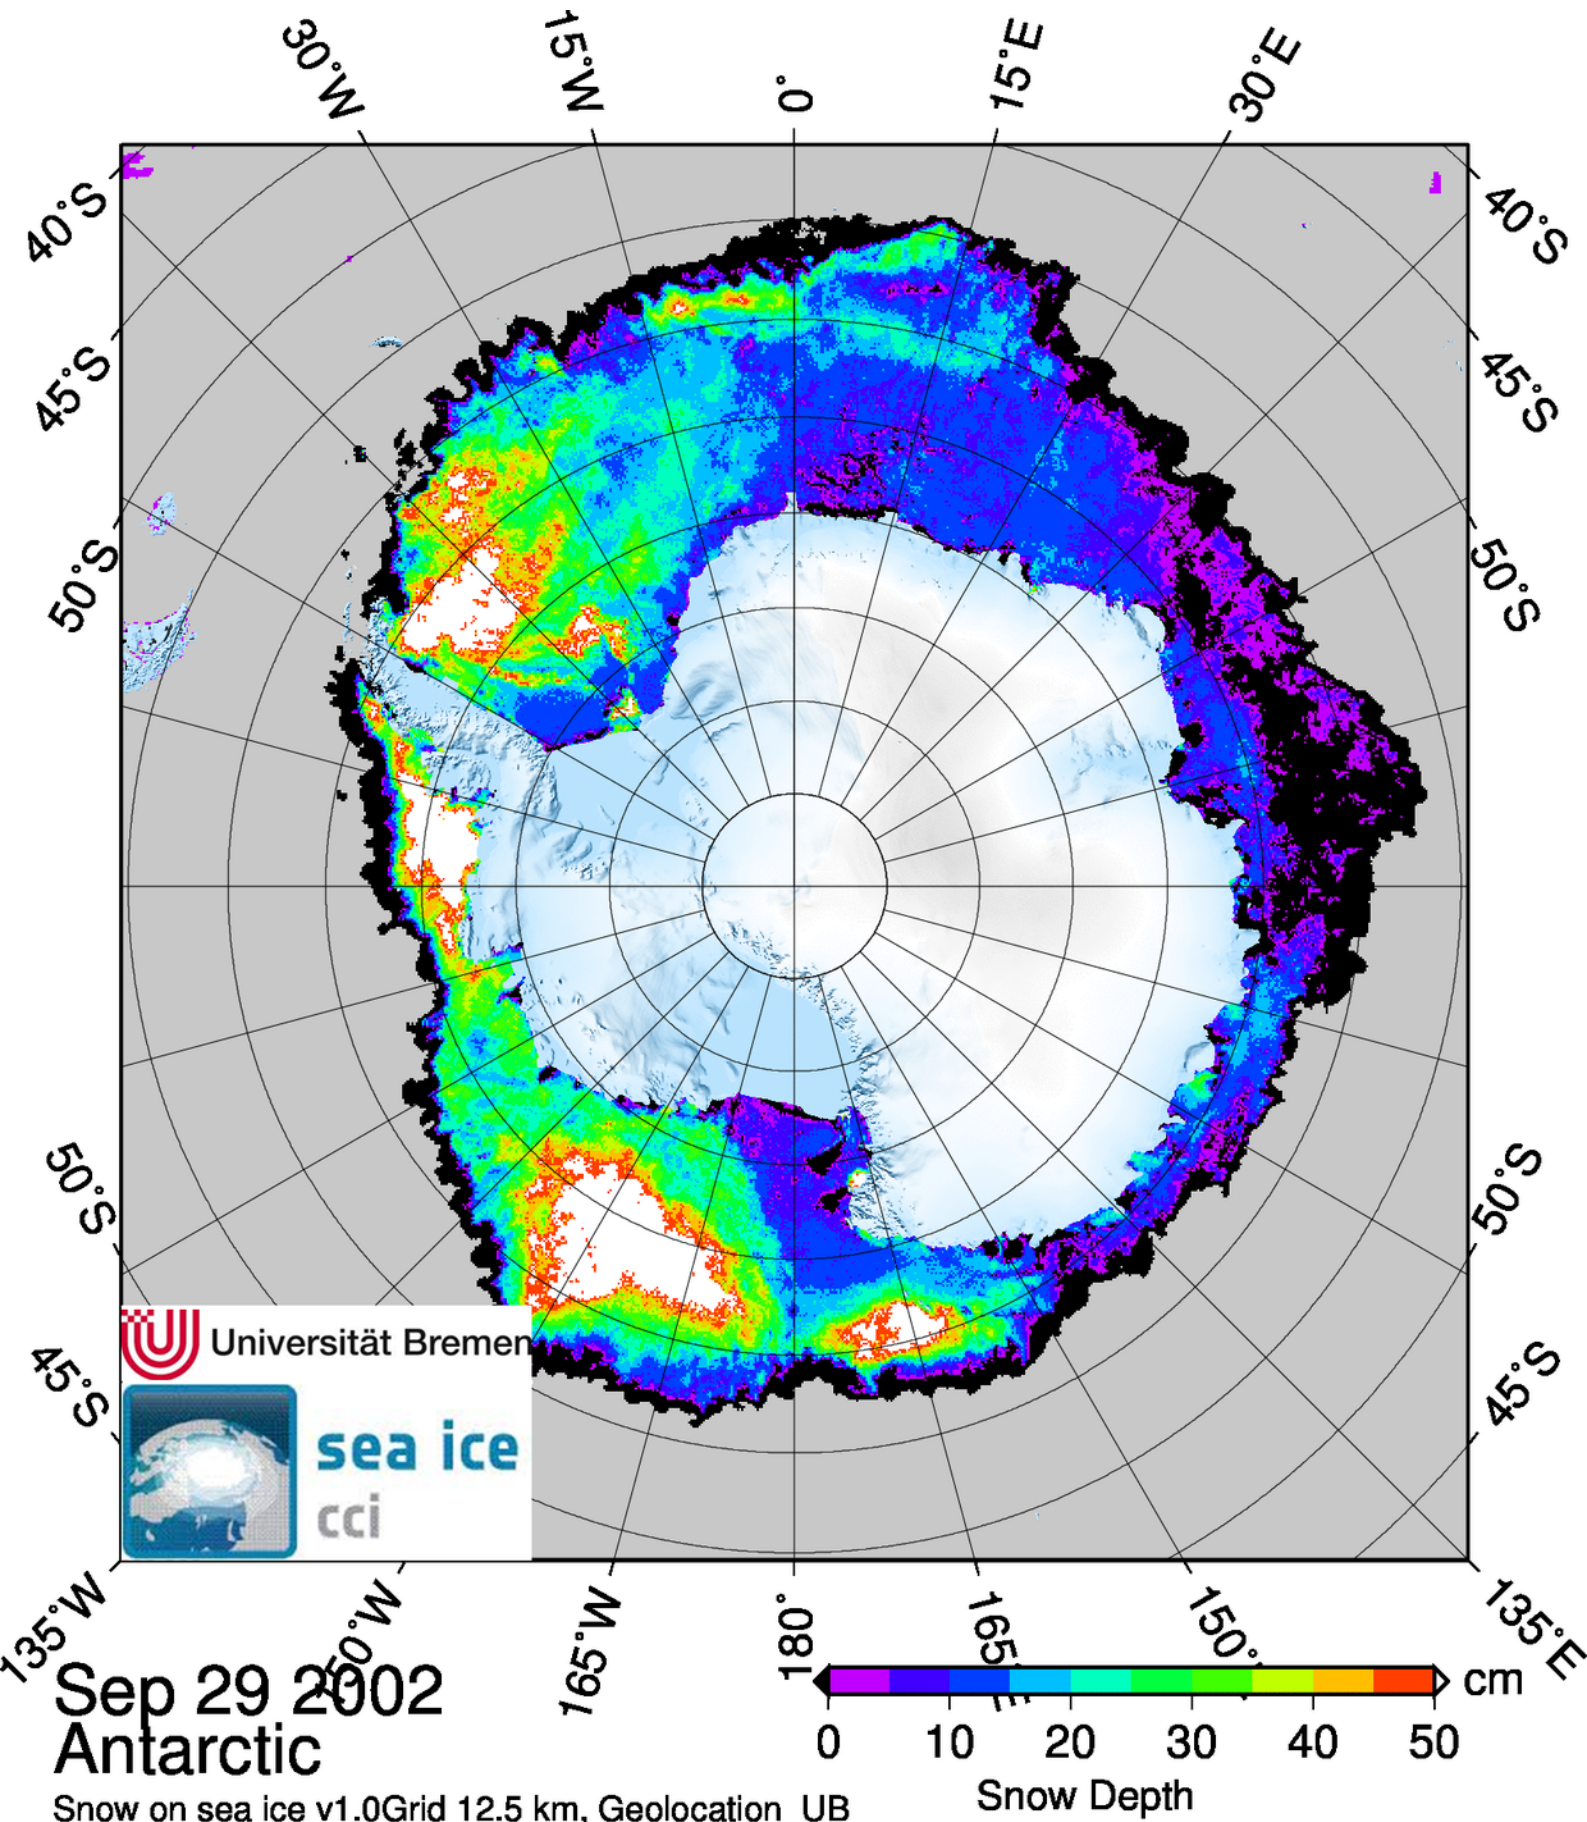 30°W
15°W
0°
15°E
30°E
40°S
40°S
45°S
45°S
50°S
50°S
50°S
50°S
45°S
45°S
Universität Bremen
sea ice
cci
135°W
165°W
180°
135°E
Sep 29 2002
Antarctic
Snow on sea ice v1.0Grid 12.5 km, Geolocation UB
cm
0 10 20 30 40 50
Snow Depth